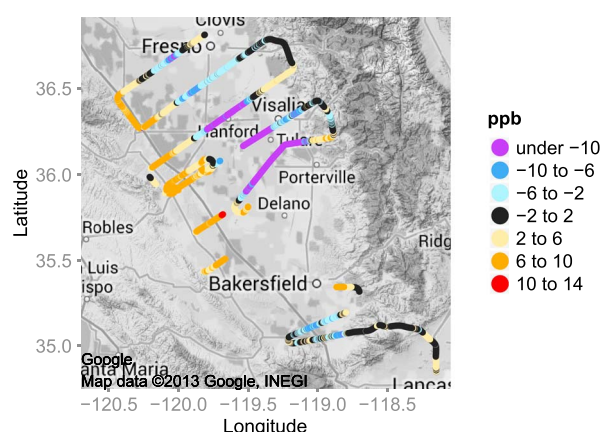 Clovis
Fresno
Visalia
Hanford
Tulare
Porterville
Delano
Robles
Ridg
Luis
ispo
Bakersfield
Google
anta Maria
Map data ©2013 Google, INEGI
Lancas
36.5
36.0
35.5
35.0
Latitude
−120.5 −120.0 −119.5 −119.0 −118.5
Longitude
ppb
under −10
−10 to −6
−6 to −2
−2 to 2
2 to 6
6 to 10
10 to 14